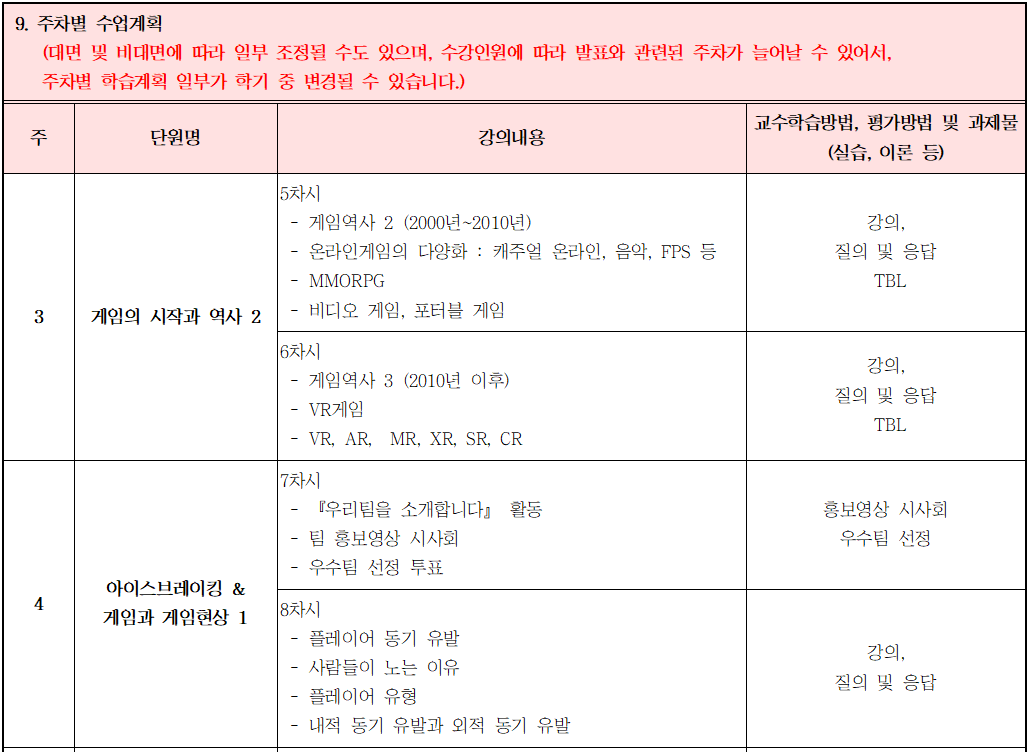 9. 주차별 수업계획
(대면 및 비대면에 따라 일부 조정될 수도 있으며, 수강인원에 따라 발표와 관련된 주차가 늘어날 수 있어서,
주차별 학습계획 일부가 학기 중 변경될 수 있습니다.)
주
단원명
강의내용
교수학습방법, 평가방법 및 과제물
(실습, 이론 등)
3
게임의 시작과 역사 2
5차시
- 게임역사 2 (2000년~2010년)
- 온라인게임의 다양화 : 캐주얼 온라인, 음악, FPS 등
- MMORPG
- 비디오 게임, 포터블 게임
강의,
질의 및 응답
TBL
6차시
- 게임역사 3 (2010년 이후)
- VR게임
- VR, AR, MR, XR, SR, CR
강의,
질의 및 응답
TBL
4
아이스브레이킹 &
게임과 게임현상 1
7차시
- 『우리팀을 소개합니다』 활동
- 팀 홍보영상 시사회
- 우수팀 선정 투표
홍보영상 시사회
우수팀 선정
8차시
- 플레이어 동기 유발
- 사람들이 노는 이유
- 플레이어 유형
- 내적 동기 유발과 외적 동기 유발
강의,
질의 및 응답